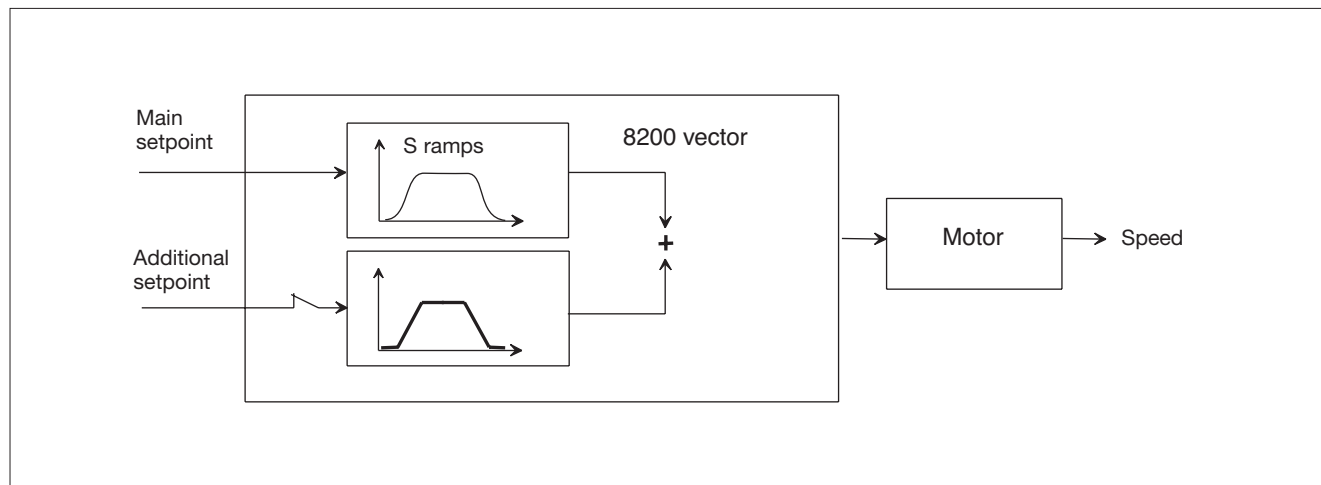 Main
setpoint
S ramps
8200 vector
+
Additional
setpoint
Motor
Speed